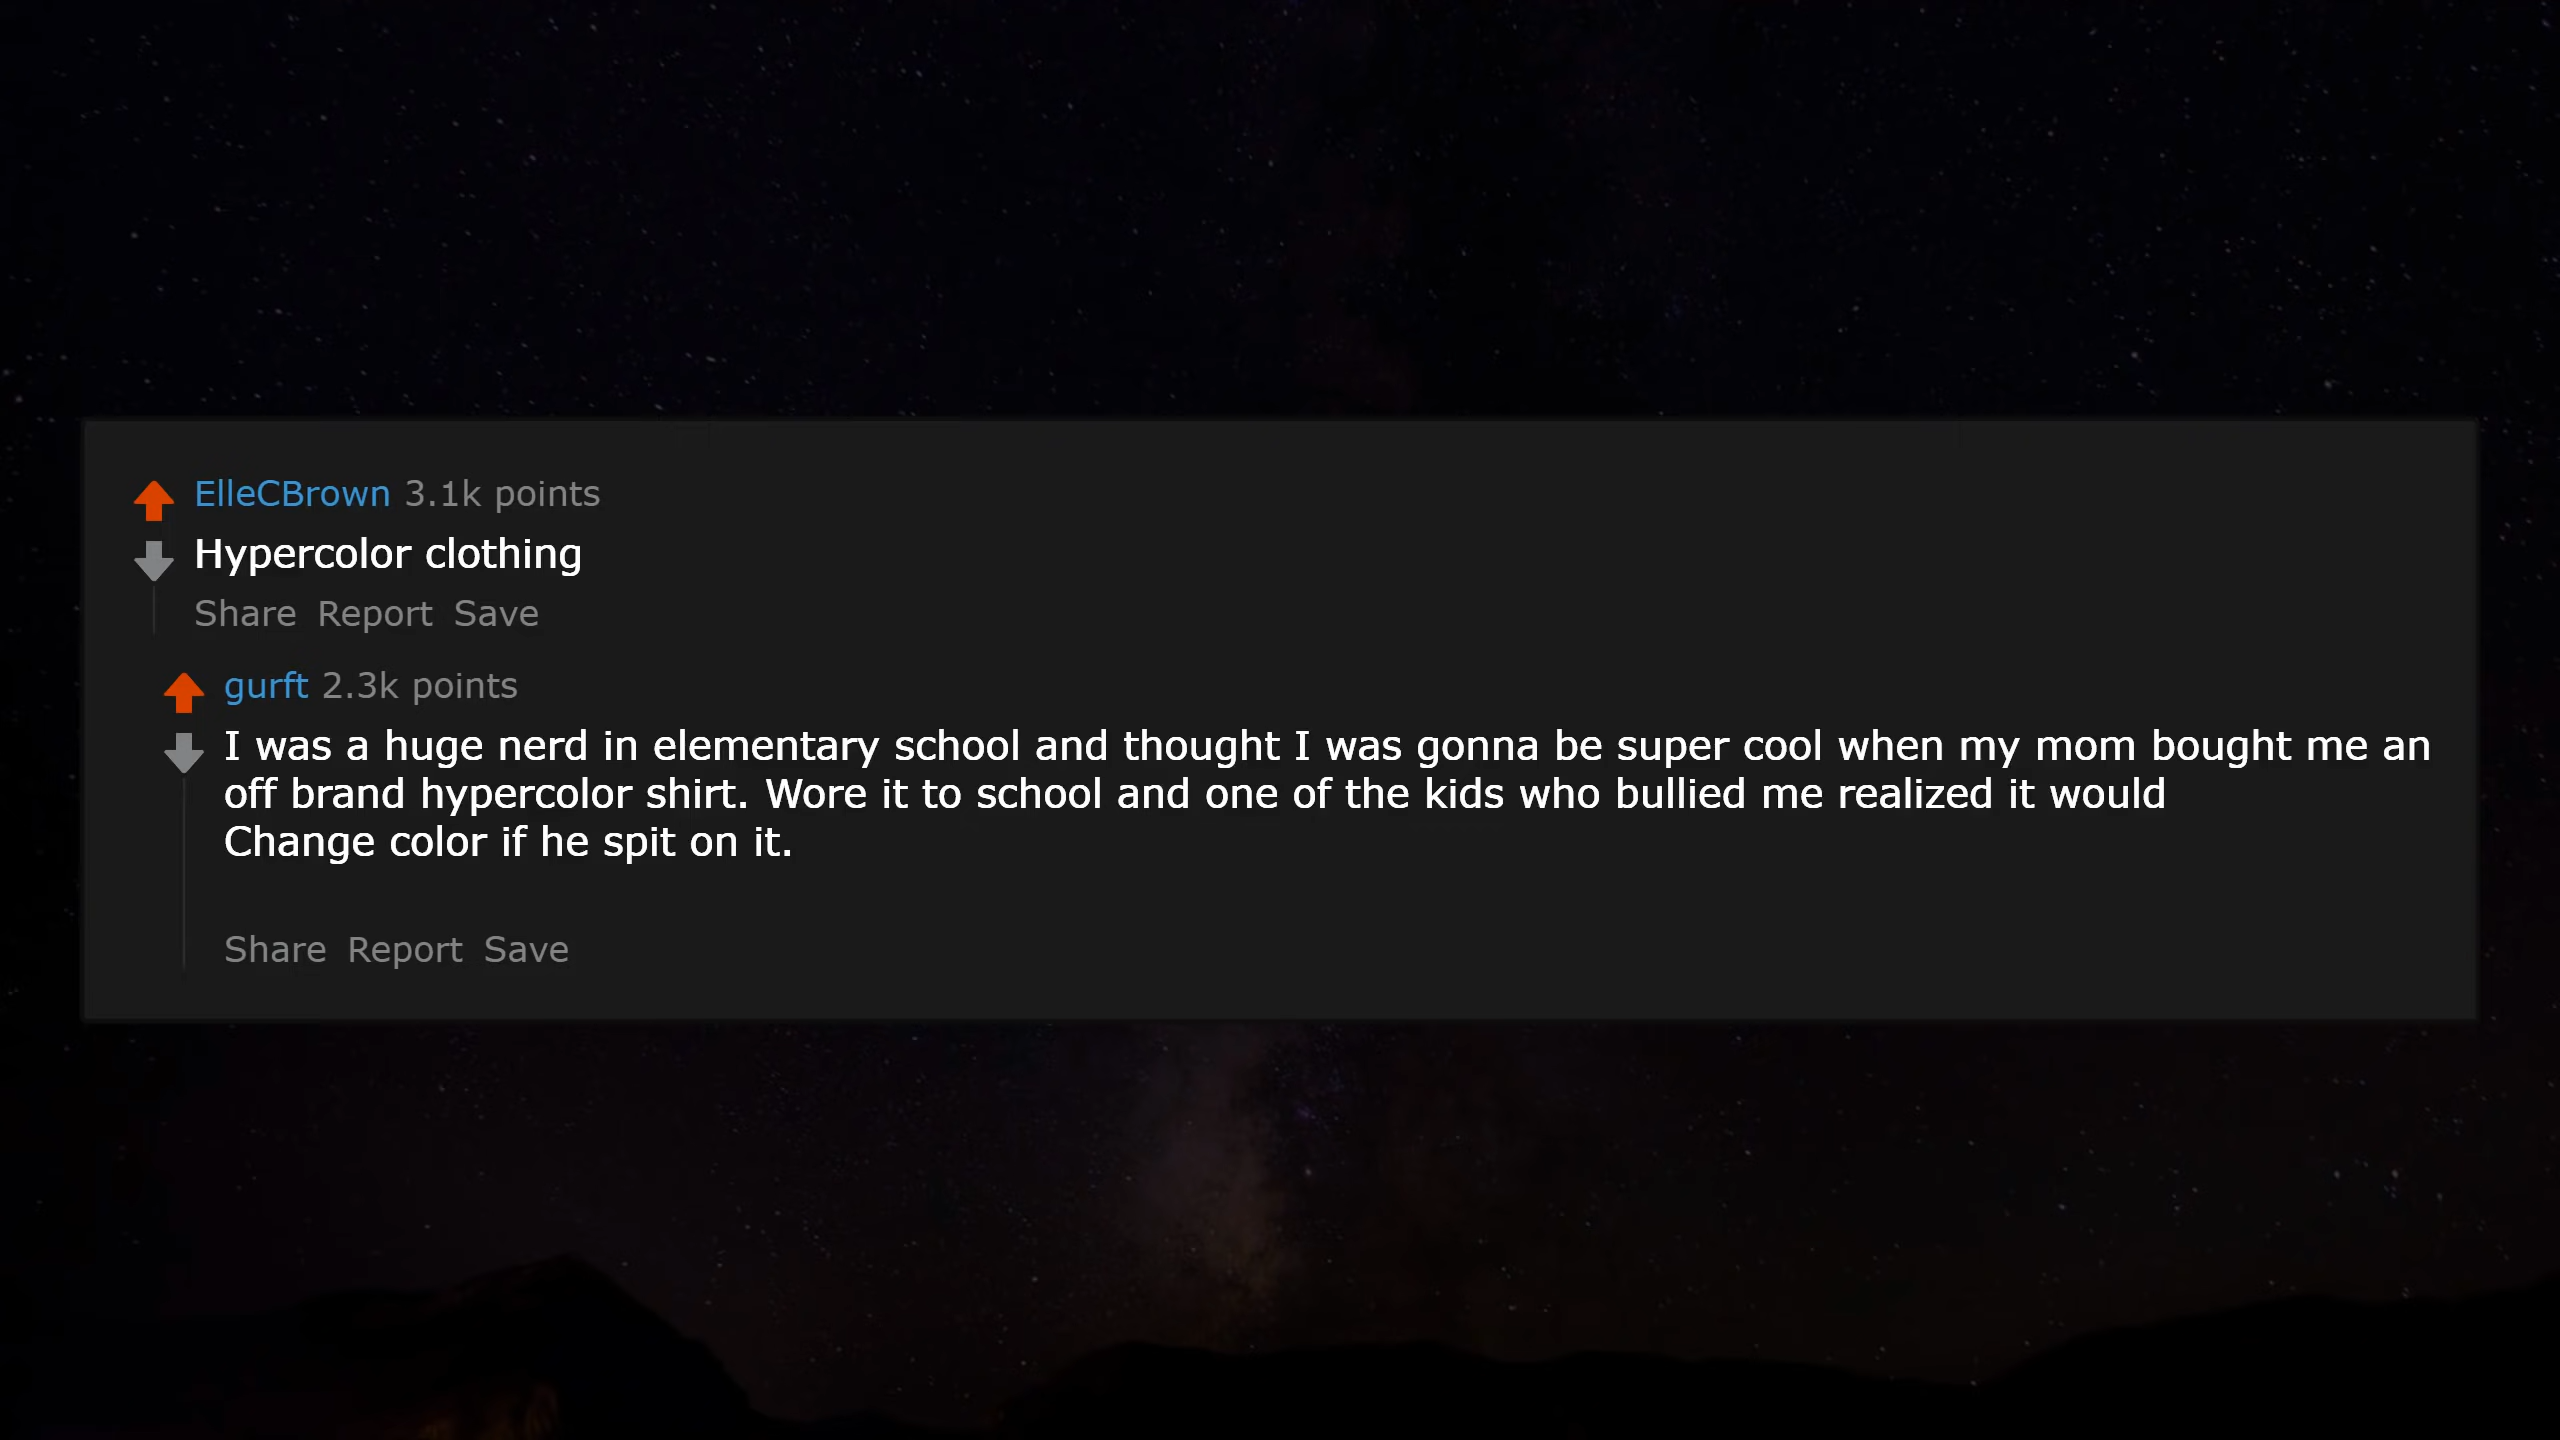 ElleCBrown 3.1k points
Hypercolor clothing
Share Report Save
gurft 2.3k points
I was a huge nerd in elementary school and thought I was gonna be super cool when my mom bought me an
off brand hypercolor shirt. Wore it to school and one of the kids who bullied me realized it would
Change color if he spit on it.
Share Report Save